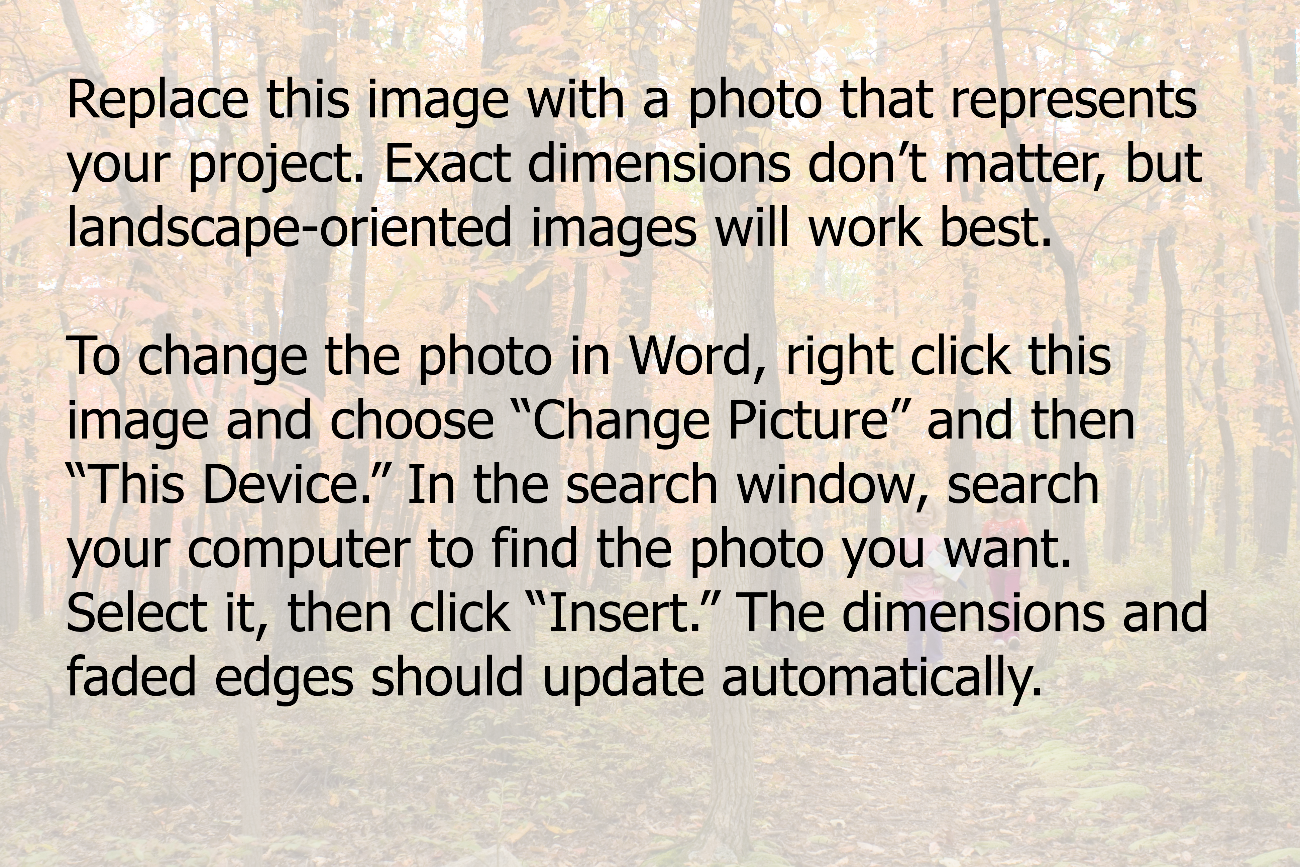 Replace this image with a photo that represents
your project. Exact dimensions don’t matter, but
landscape-oriented images will work best.
To change the photo in Word, right click this
image and choose “Change Picture” and then
“This Device.” In the search window, search
your computer to find the photo you want.
Select it, then click “Insert.” The dimensions and
faded edges should update automatically.